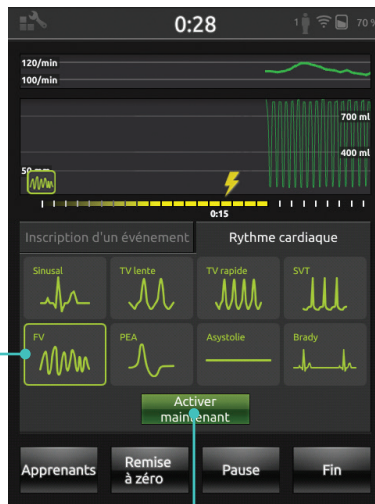 0:28
1
70 %
120/min
100/min
700 ml
400 ml
0:15
Inscription d'un événement
Rythme cardiaque
Sinusal
TV lente
TV rapide
SVT
FV
PEA
Asystolie
Brady
Activer
maintenant
Apprenants
Remise
à zéro
Pause
Fin